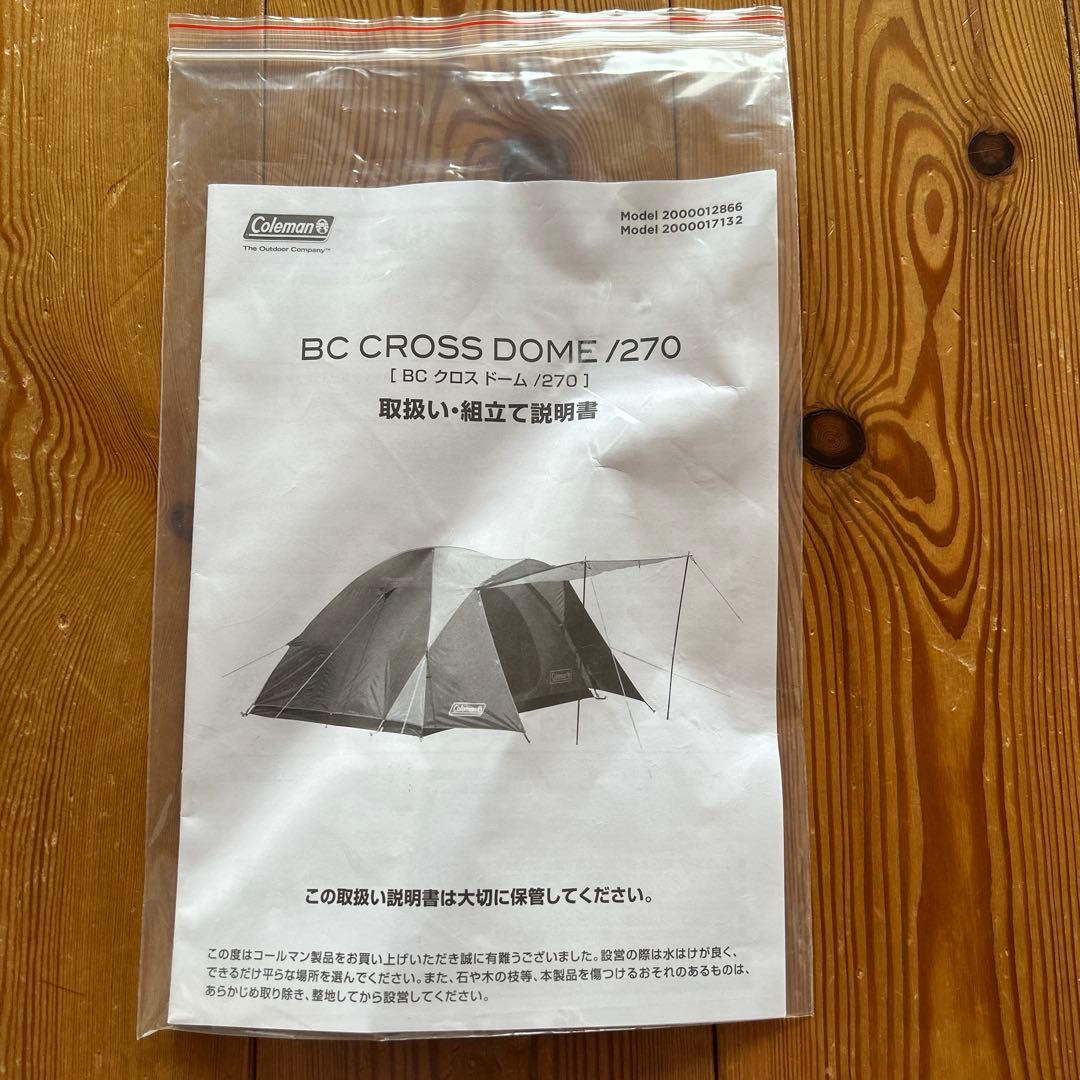 Coleman
The Outdoor Company™
Model 2000012866
Model 2000017132
BC CROSS DOME /270
[ BC クロスドーム /270 ]
取扱い・組立て説明書
Coleman
Coleman
この取扱い説明書は大切に保管してください。
この度はコールマン製品をお買い上げいただき誠に有難うございました。設営の際は水はけが良く、
できるだけ平らな場所を選んでください。また、石や木の枝等、本製品を傷つけるおそれのあるものは、
あらかじめ取り除き、整地してから設営してください。